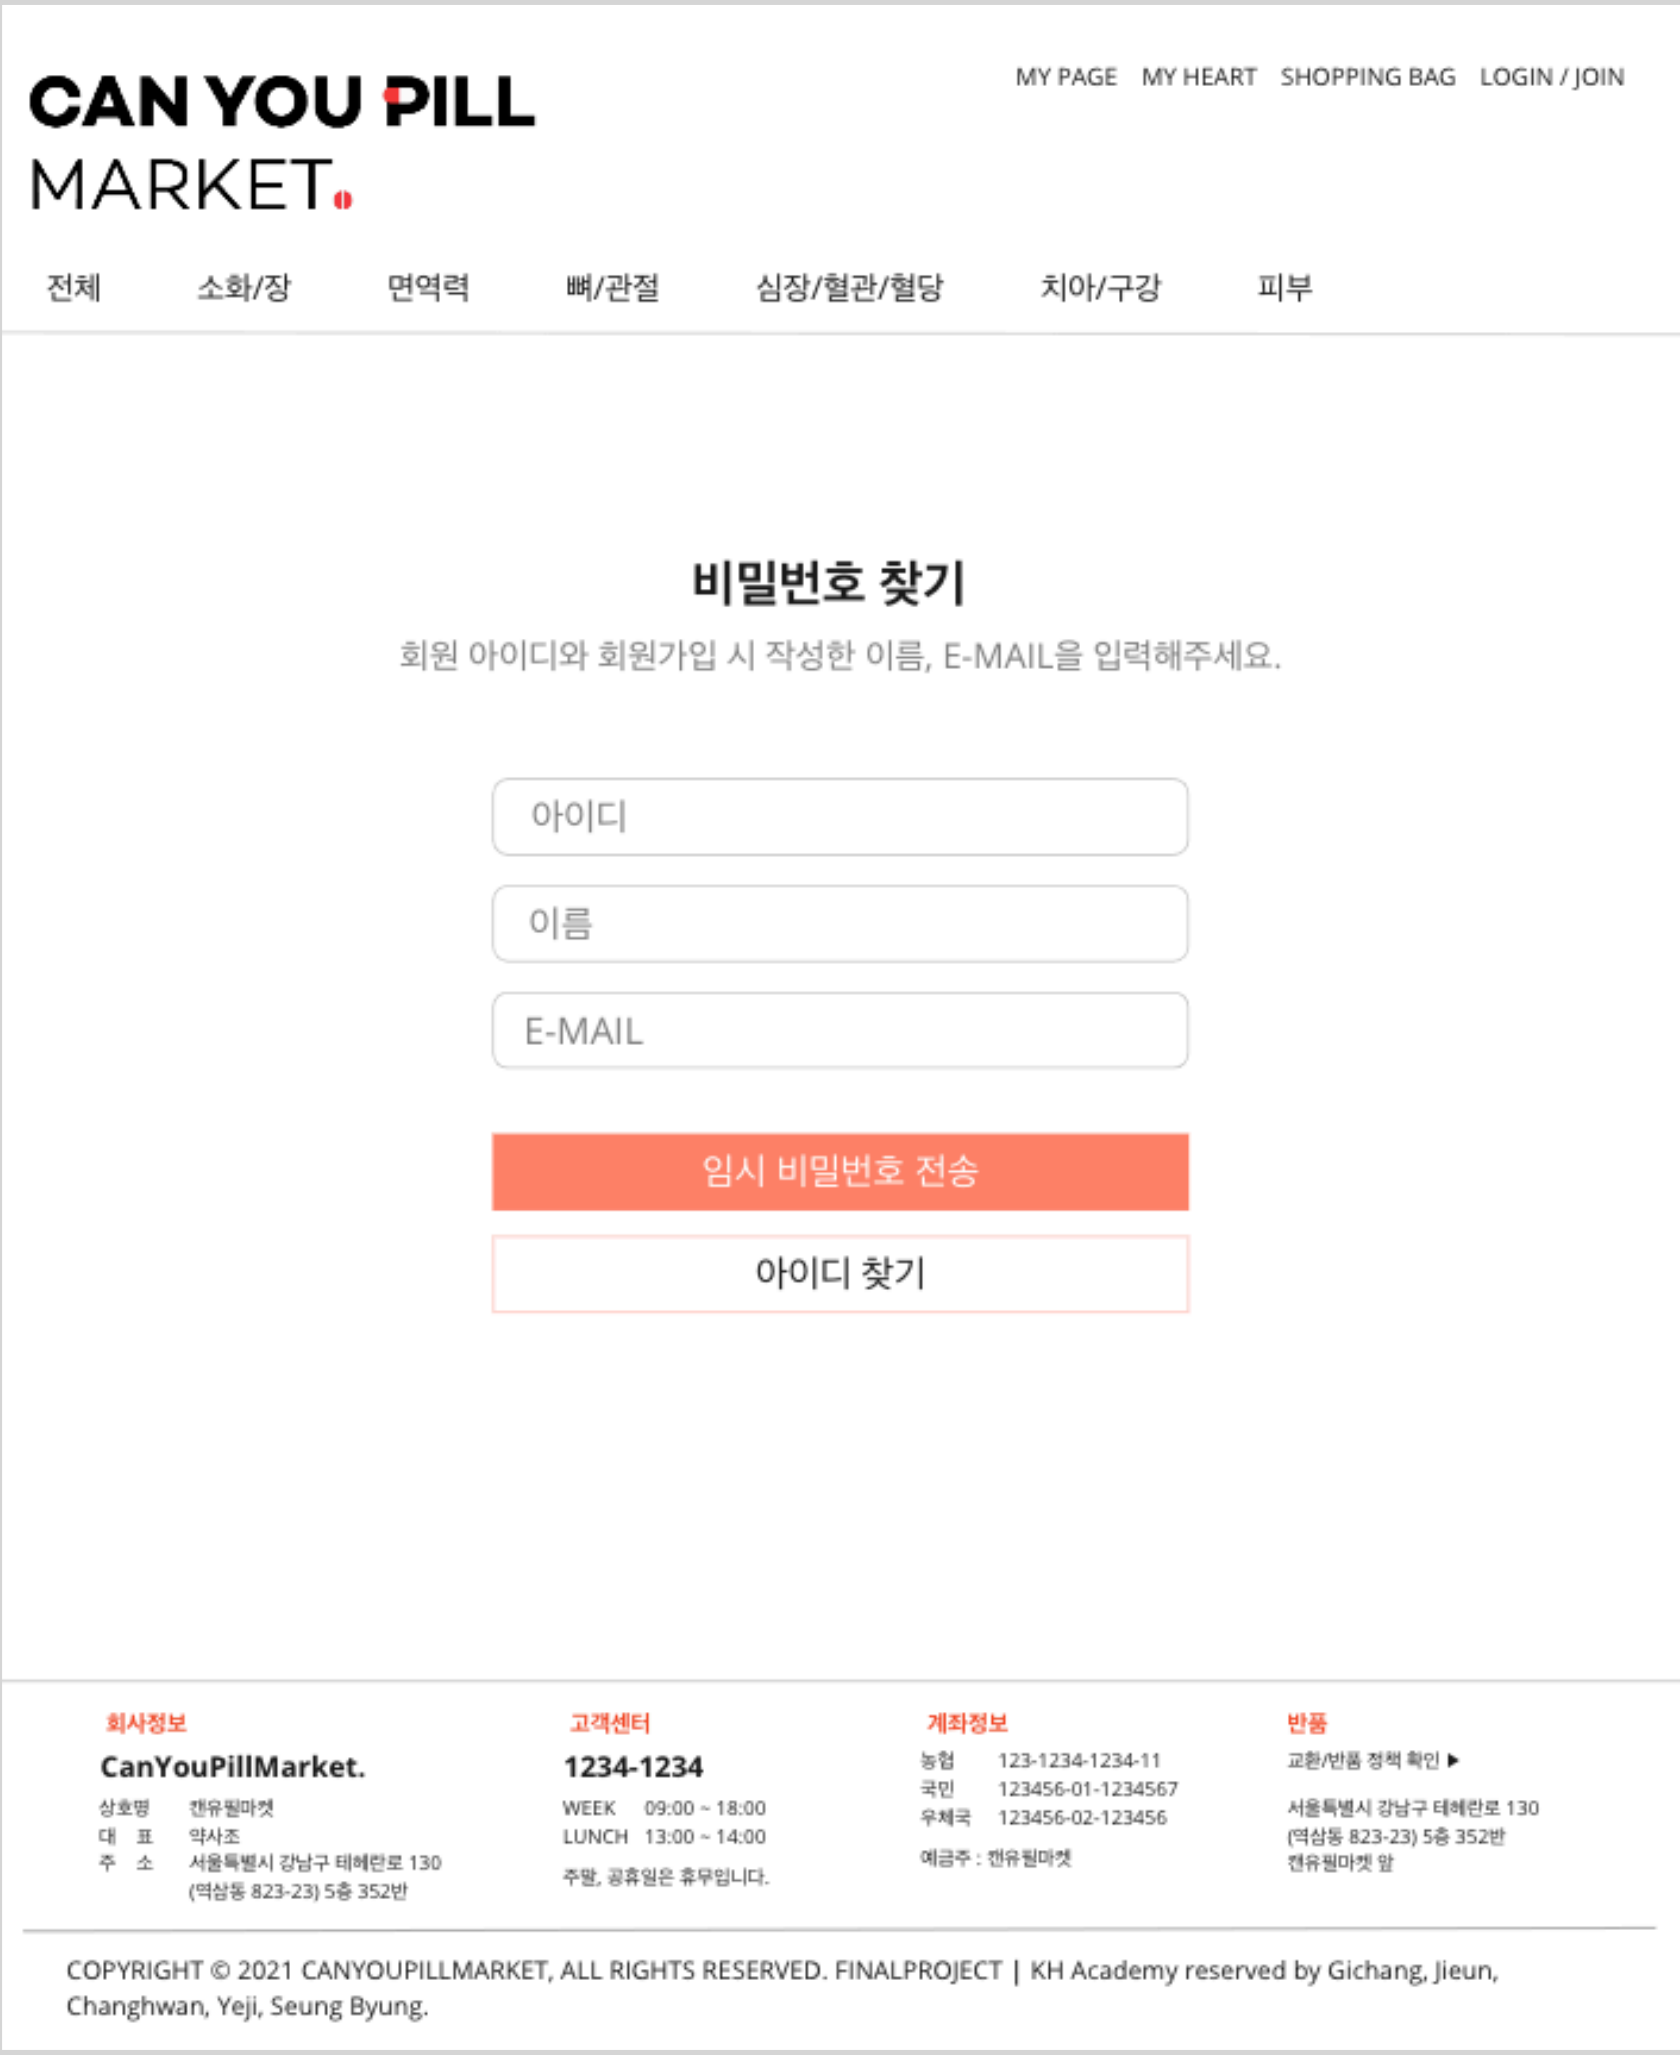 CAN YOU PILL
MARKET.
MY PAGE MY HEART SHOPPING BAG LOGIN / JOIN
전체 소화/장 면역력 뼈/관절 심장/혈관/혈당 치아/구강 피부
비밀번호 찾기
회원 아이디와 회원가입 시 작성한 이름, E-MAIL을 입력해주세요.
아이디
이름
E-MAIL
임시 비밀번호 전송
아이디 찾기
회사정보
CanYouPillMarket.
상호명 캔유필마켓
대 표 약사조
주 소 서울특별시 강남구 테헤란로 130
(역삼동 823-23) 5층 352반
고객센터
1234-1234
WEEK 09:00 ~ 18:00
LUNCH 13:00 ~ 14:00
주말, 공휴일은 휴무입니다.
계좌정보
농협 123-1234-1234-11
국민 123456-01-1234567
우체국 123456-02-123456
예금주 : 캔유필마켓
반품
교환/반품 정책 확인 ▶
서울특별시 강남구 테헤란로 130
(역삼동 823-23) 5층 352반
캔유필마켓 앞
COPYRIGHT © 2021 CANYOUPILLMARKET, ALL RIGHTS RESERVED. FINALPROJECT | KH Academy reserved by Gichang, Jieun,
Changhwan, Yeji, Seung Byung.